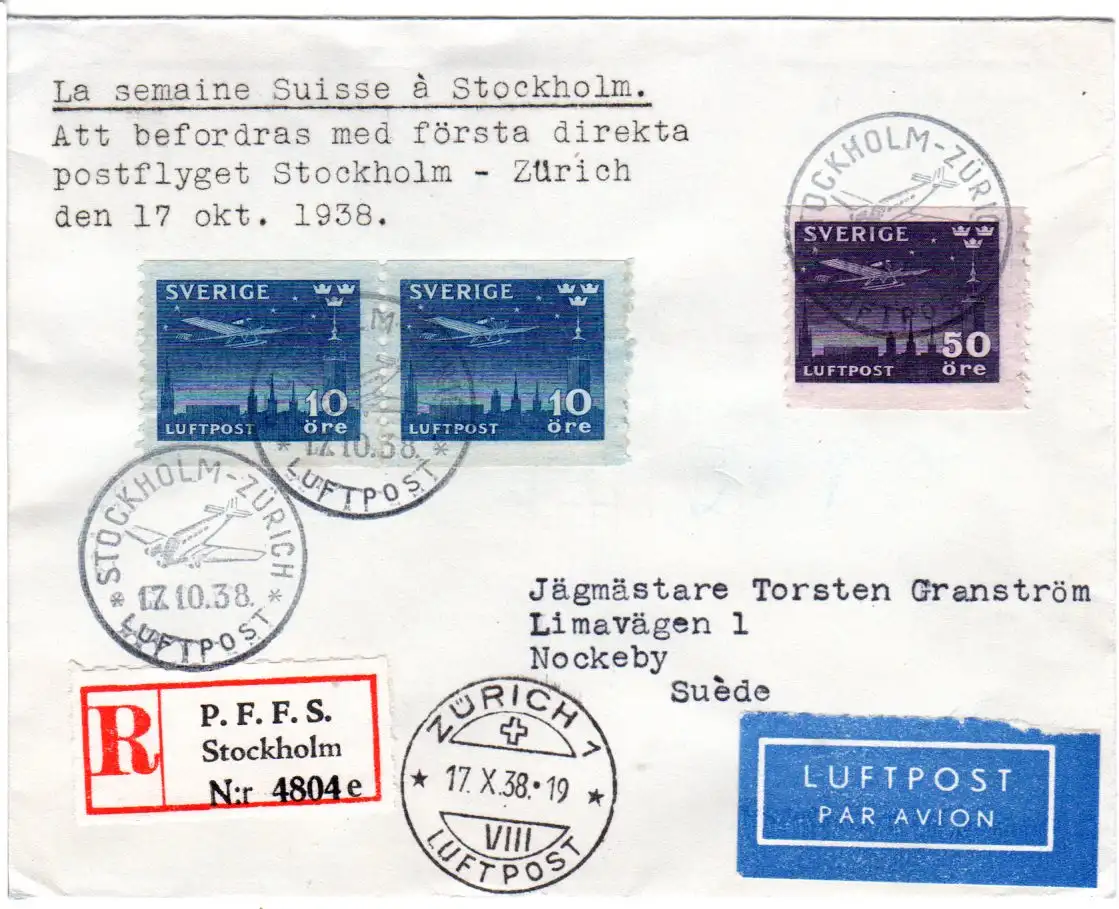 La semaine Suisse à Stockholm.
Att befordras med första direkta
postflyget Stockholm - Zürich
den 17 okt. 1938.
STOCKHOLM-ZÜRICH
LUFTPOST
SVERIGE
50
LUFTPOST öre
SVERIGE
10
LUFTPOST öre
SVERIGE
10
LUFTPOST öre
17.10.38.
* LUFTPOST *
STOCKHOLM-ZÜRICH
* 17.10.38. *
LUFTPOST
Jägmästare Torsten Granström
Limavägen 1
Nockeby
Suède
R
P. F. F. S.
Stockholm
N:r 4804 e
ZÜRICH 1
17. X.38.·19
VIII
LUFTPOST
LUFTPOST
PAR AVION